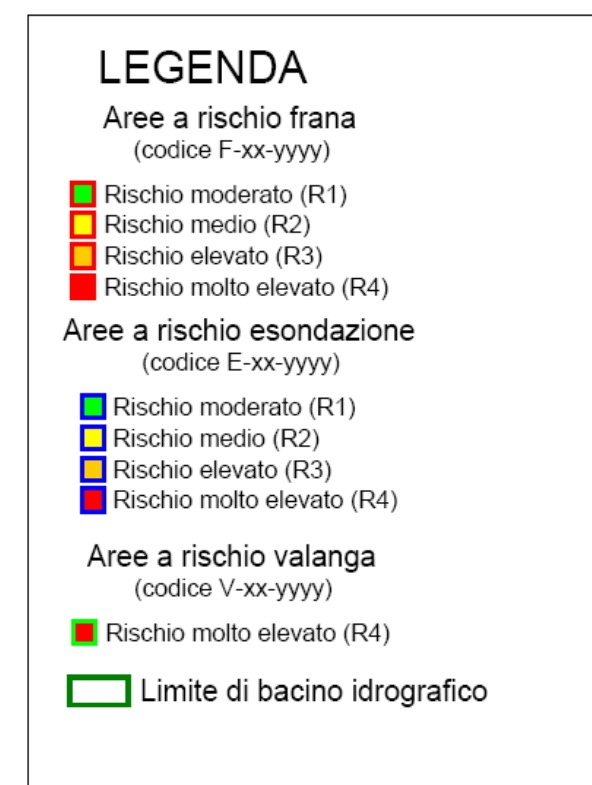 LEGENDA
Aree a rischio frana
(codice F-xx-yyyy)
Rischio moderato (R1)
Rischio medio (R2)
Rischio elevato (R3)
Rischio molto elevato (R4)
Aree a rischio esondazione
(codice E-xx-yyyy)
Rischio moderato (R1)
Rischio medio (R2)
Rischio elevato (R3)
Rischio molto elevato (R4)
Aree a rischio valanga
(codice V-xx-yyyy)
Rischio molto elevato (R4)
Limite di bacino idrografico